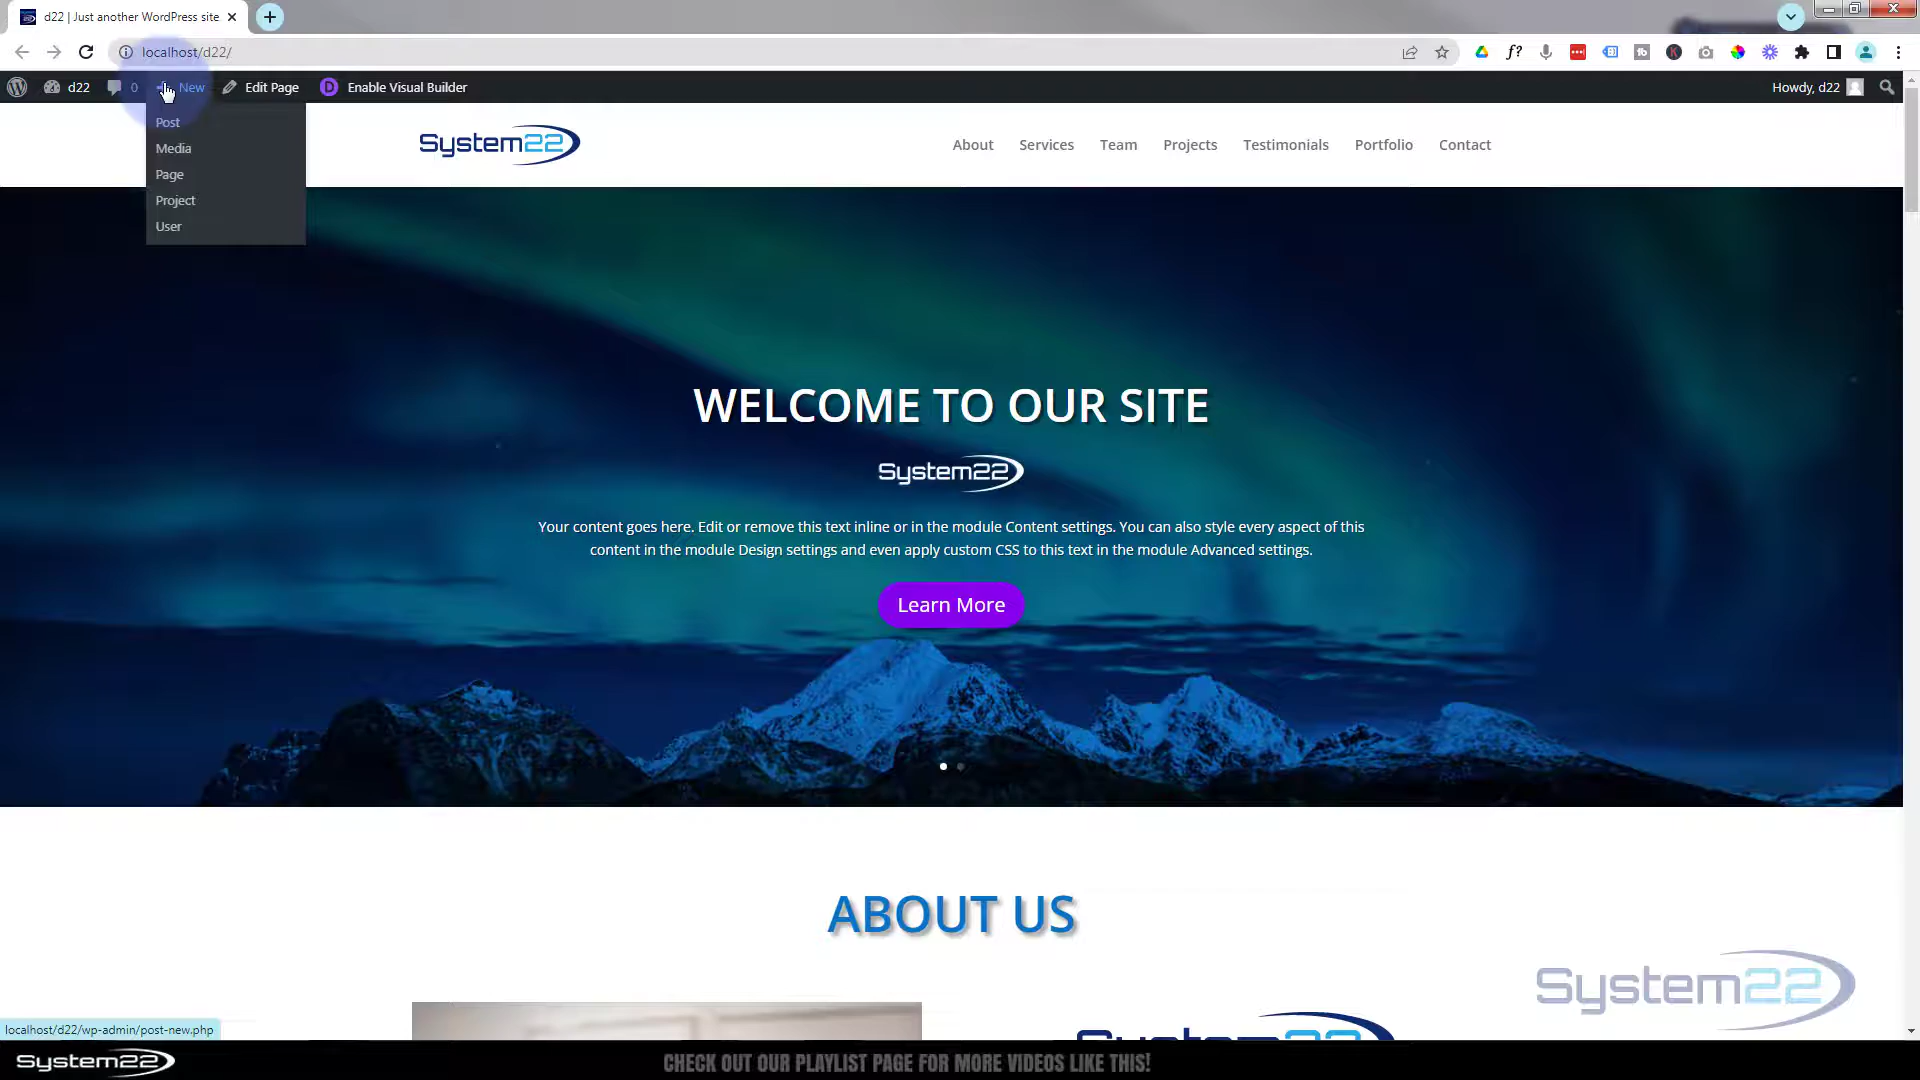 d22 | Just another WordPress site
localhost/d22/
d22
0
New
Edit Page
Enable Visual Builder
Howdy, d22
Post
Media
Page
Project
User
System22
About
Services
Team
Projects
Testimonials
Portfolio
Contact
WELCOME TO OUR SITE
System22
Your content goes here. Edit or remove this text inline or in the module Content settings. You can also style every aspect of this
content in the module Design settings and even apply custom CSS to this text in the module Advanced settings.
Learn More
ABOUT US
System22
System22
localhost/d22/wp-admin/post-new.php
System22
CHECK OUT OUR PLAYLIST PAGE FOR MORE VIDEOS LIKE THIS!